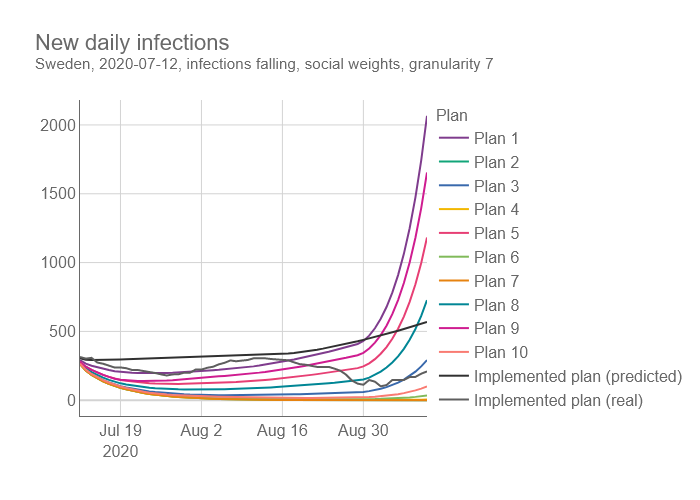 New daily infections
Sweden, 2020-07-12, infections falling, social weights, granularity 7
2000
1500
1000
500
0
Jul 19
2020
Aug 2
Aug 16
Aug 30
Plan
Plan 1
Plan 2
Plan 3
Plan 4
Plan 5
Plan 6
Plan 7
Plan 8
Plan 9
Plan 10
Implemented plan (predicted)
Implemented plan (real)